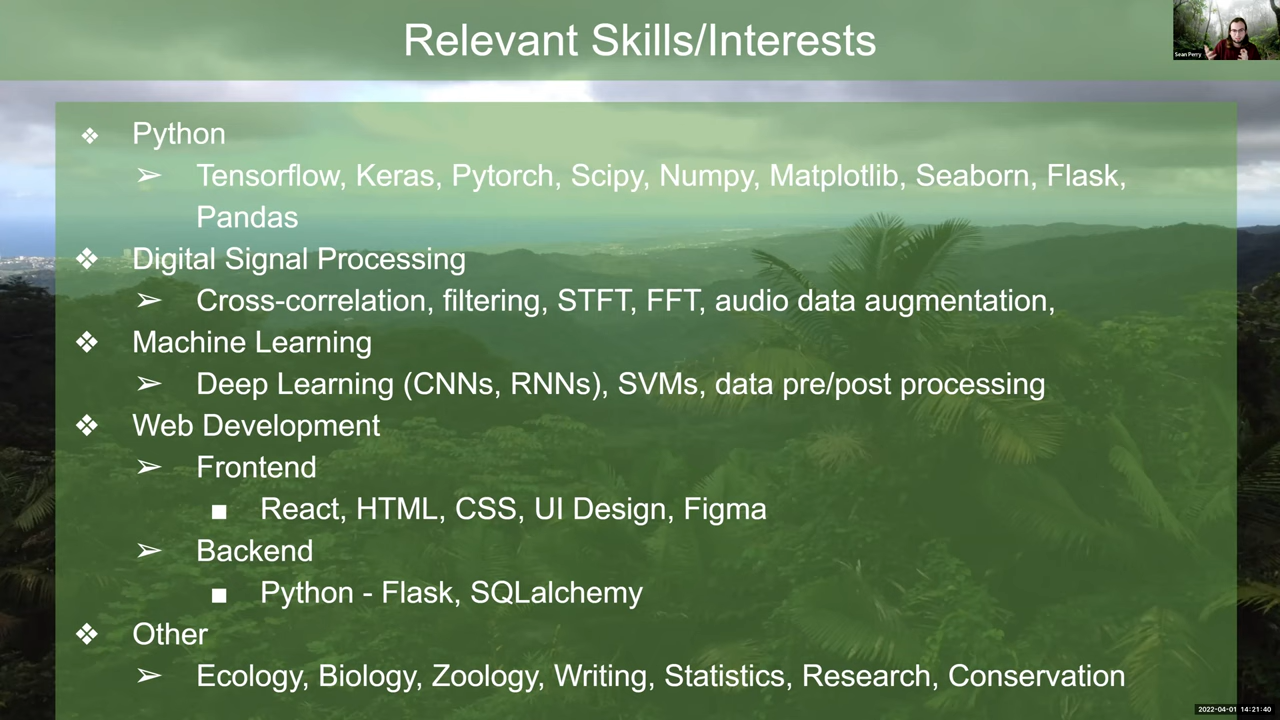 Relevant Skills/Interests
Sean Perry
❖ Python
➢ Tensorflow, Keras, Pytorch, Scipy, Numpy, Matplotlib, Seaborn, Flask,
Pandas
❖ Digital Signal Processing
➢ Cross-correlation, filtering, STFT, FFT, audio data augmentation,
❖ Machine Learning
➢ Deep Learning (CNNs, RNNs), SVMs, data pre/post processing
❖ Web Development
➢ Frontend
■ React, HTML, CSS, UI Design, Figma
➢ Backend
■ Python - Flask, SQLalchemy
❖ Other
➢ Ecology, Biology, Zoology, Writing, Statistics, Research, Conservation
2022-04-01 14:21:40